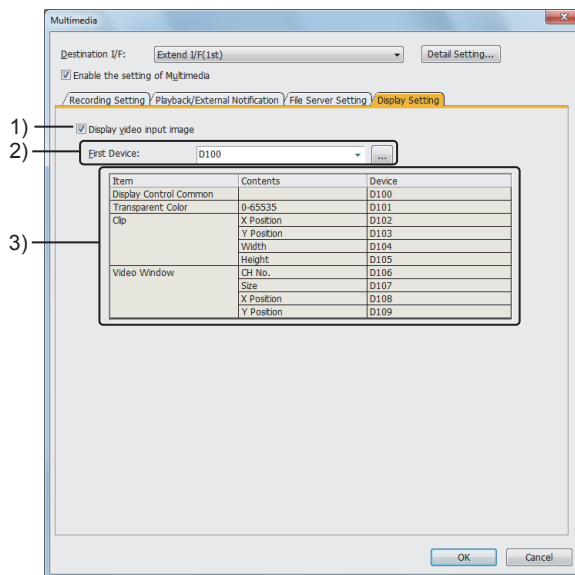 Multimedia
Destination I/F: Extend I/F(1st) Detail Setting...
Enable the setting of Multimedia
Recording Setting Playback/External Notification File Server Setting Display Setting
1) Display video input image
2) First Device: D100 ...
3)
Item Contents Device
Display Control Common D100
Transparent Color 0-65535 D101
Clip X Position D102
Y Position D103
Width D104
Height D105
Video Window CH No. D106
Size D107
X Position D108
Y Position D109
OK Cancel